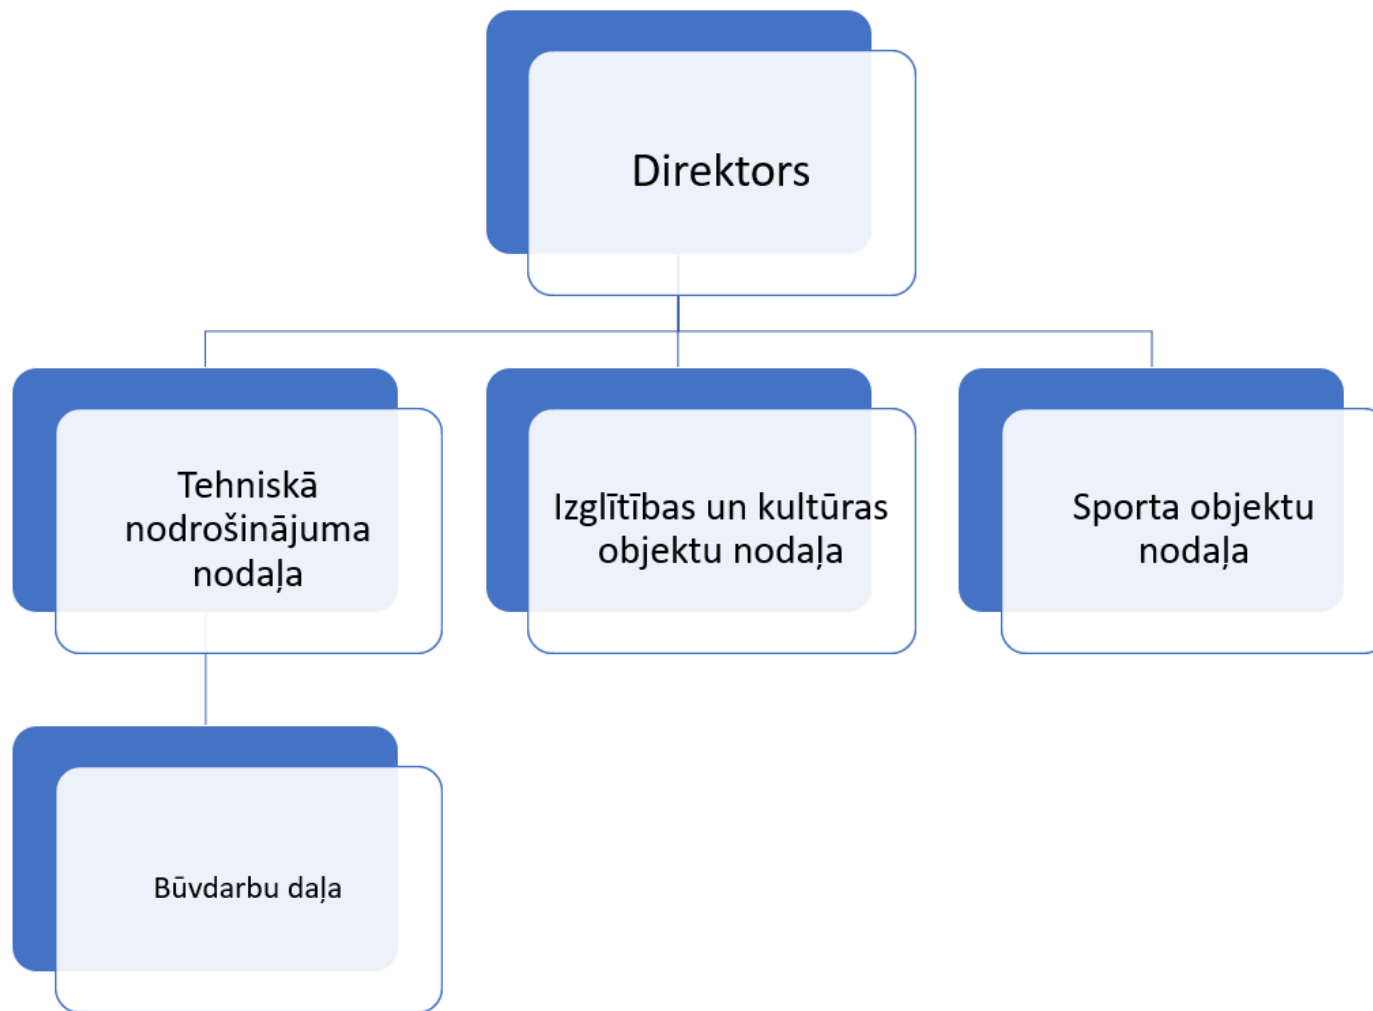 Direktors
Tehniskā
nodrošinājuma
nodaļa
Izglītības un kultūras
objektu nodaļa
Sporta objektu
nodaļa
Būvdarbu daļa